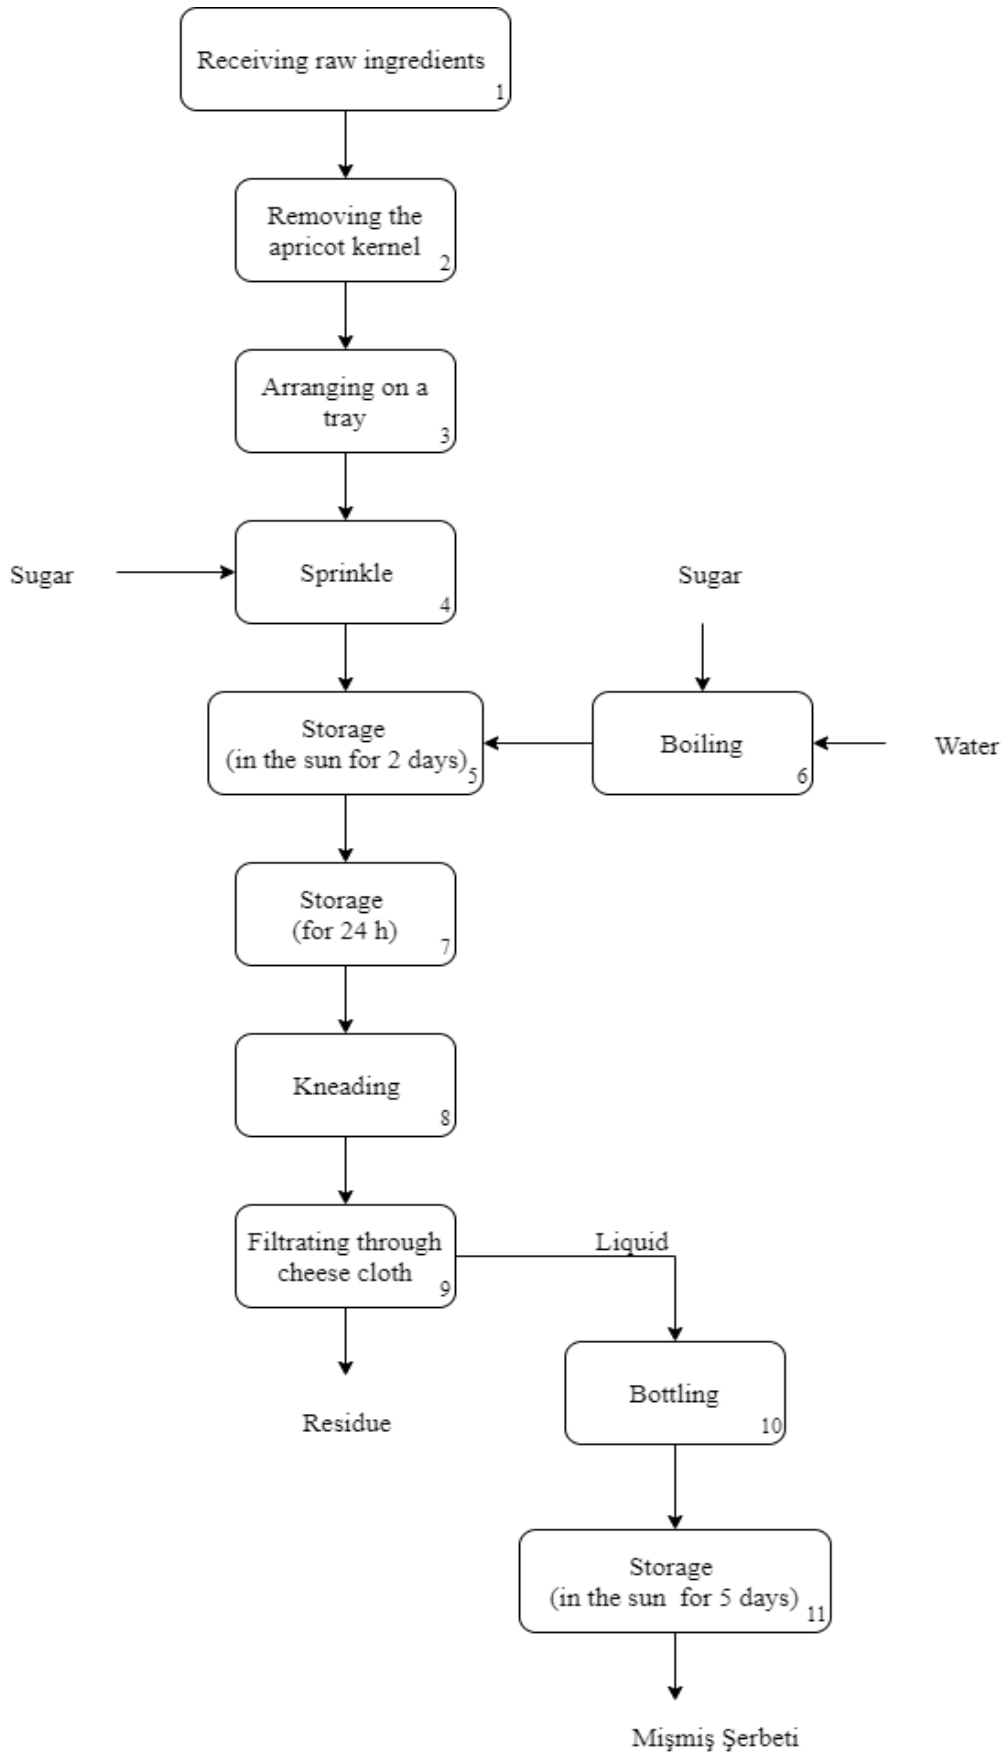 Receiving raw ingredients
1
Removing the
apricot kernel
2
Arranging on a
tray
3
Sugar
Sprinkle
4
Sugar
Storage
(in the sun for 2 days)
5
Boiling
6
Water
Storage
(for 24 h)
7
Kneading
8
Filtrating through
cheese cloth
9
Liquid
Residue
Bottling
10
Storage
(in the sun for 5 days)
11
Mişmiş Şerbeti